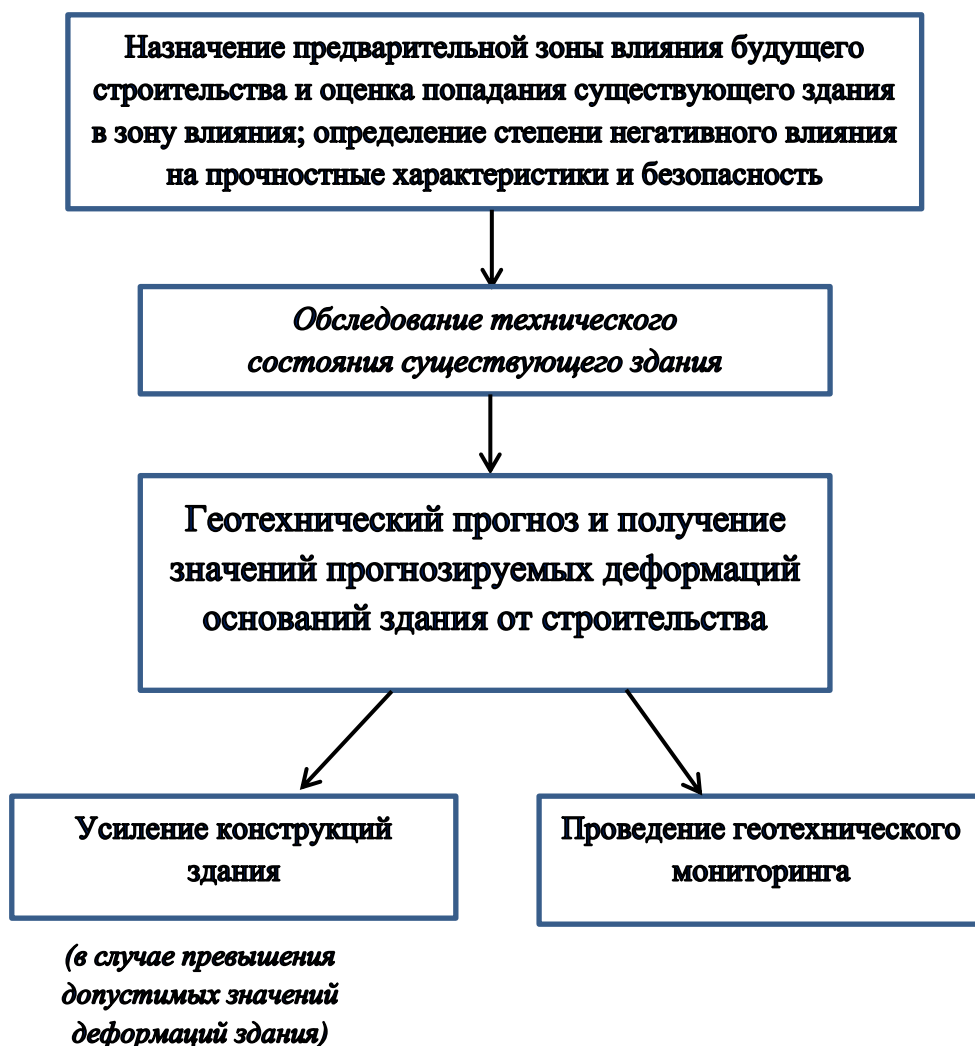 Назначение предварительной зоны влияния будущего
строительства и оценка попадания существующего здания
в зону влияния; определение степени негативного влияния
на прочностные характеристики и безопасность
Обследование технического
состояния существующего здания
Геотехнический прогноз и получение
значений прогнозируемых деформаций
оснований здания от строительства
Усиление конструкций
здания
(в случае превышения
допустимых значений
деформаций здания)
Проведение геотехнического
мониторинга